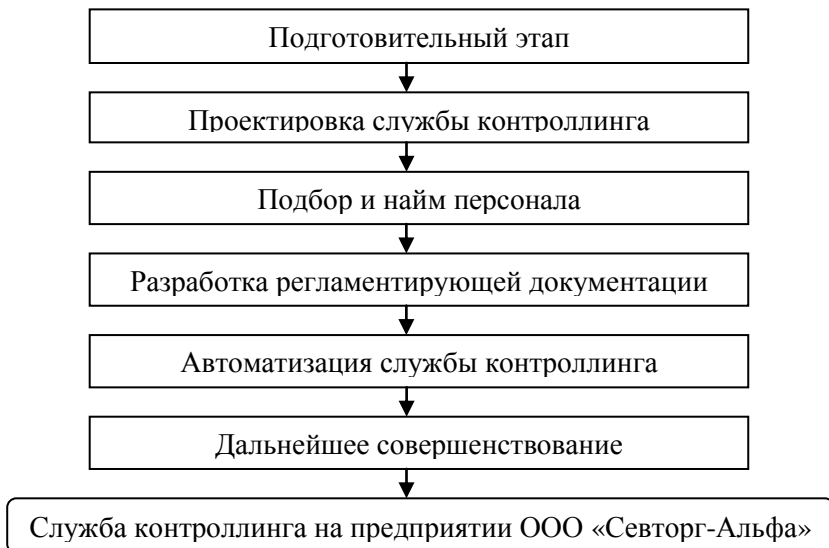 Подготовительный этап
Проектировка службы контроллинга
Подбор и найм персонала
Разработка регламентирующей документации
Автоматизация службы контроллинга
Дальнейшее совершенствование
Служба контроллинга на предприятии ООО «Севторг-Альфа»